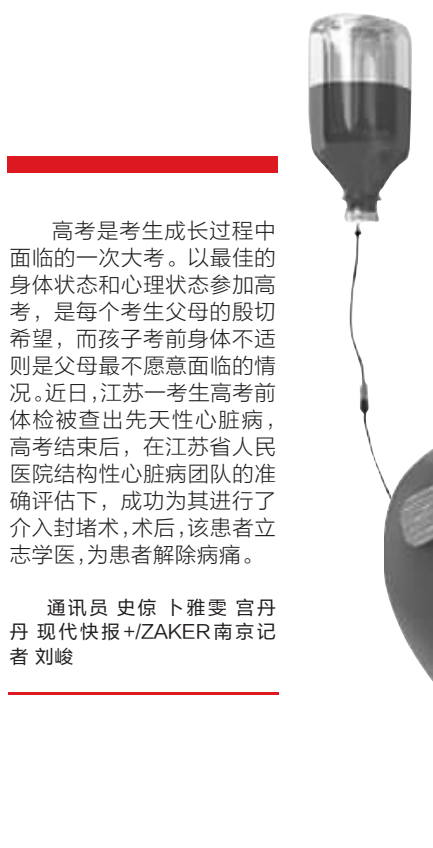 高考是考生成长过程中
面临的一次大考。以最佳的
身体状态和心理状态参加高
考，是每个考生父母的殷切
希望，而孩子考前身体不适
则是父母最不愿意面临的情
况。近日，江苏一考生高考前
体检被查出先天性心脏病，
高考结束后，在江苏省人民
医院结构性心脏病团队的准
确评估下，成功为其进行了
介入封堵术，术后，该患者立
志学医，为患者解除病痛。
通讯员 史倞 卜雅雯 宫丹
丹 现代快报+/ZAKER南京记
者 刘峻